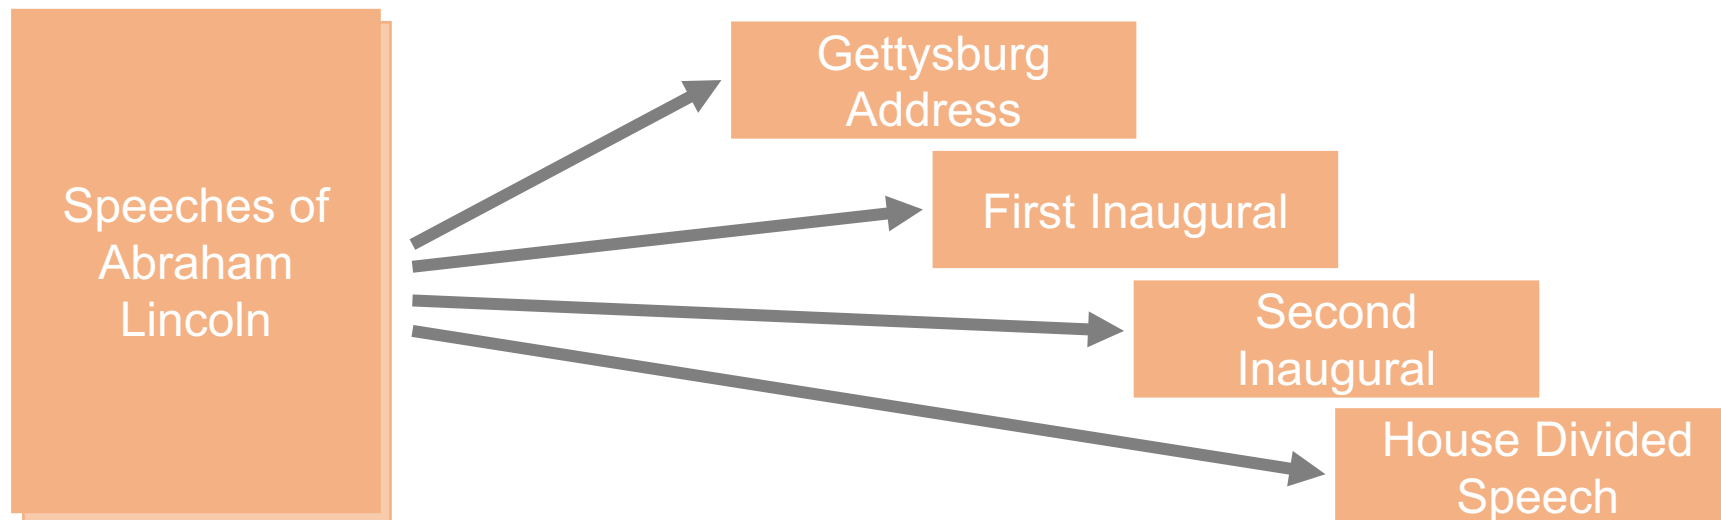 Speeches of
Abraham
Lincoln
Gettysburg
Address
First Inaugural
Second
Inaugural
House Divided
Speech